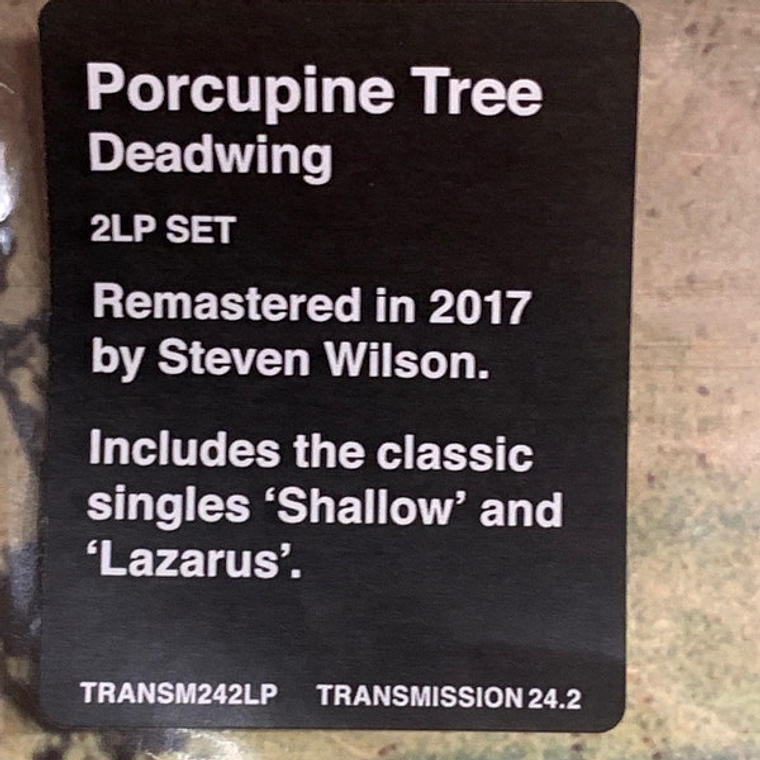 Porcupine Tree
Deadwing
2LP SET
Remastered in 2017
by Steven Wilson.
Includes the classic
singles ‘Shallow’ and
‘Lazarus’.
TRANSM242LP TRANSMISSION 24.2